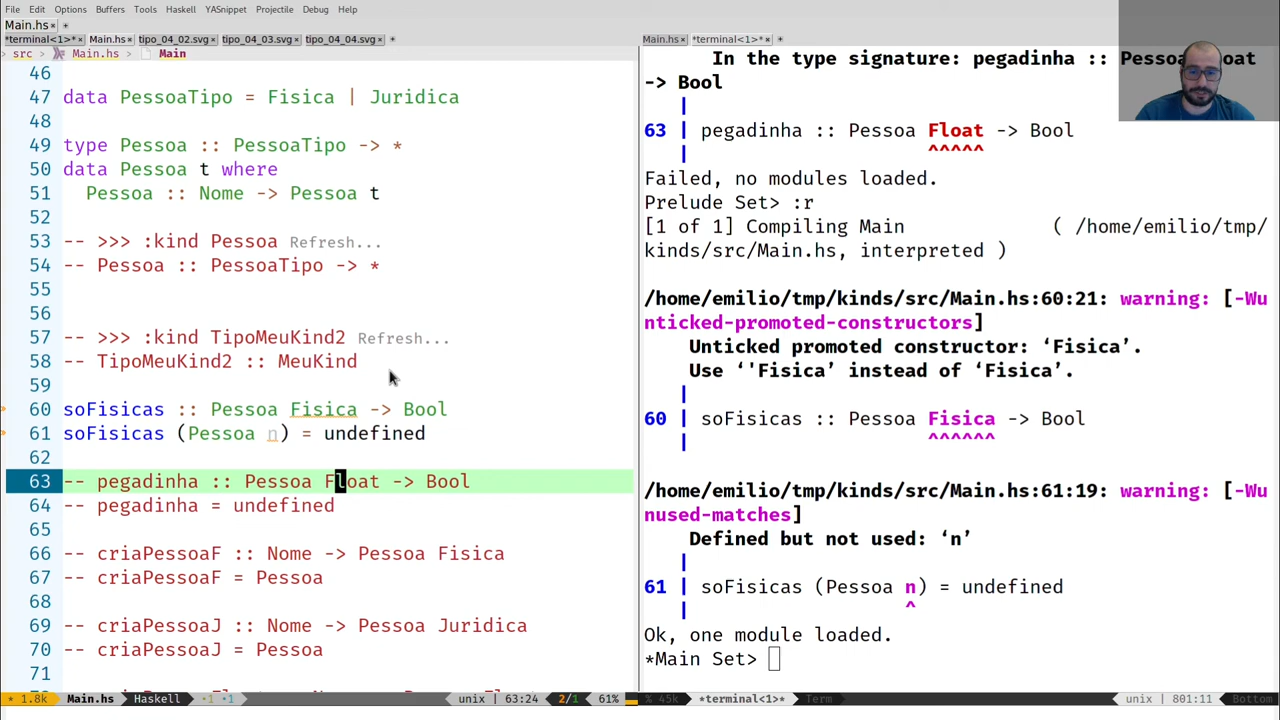 File Edit Options Buffers Tools Haskell YASnippet Projectile Debug Help
Main.hs
*terminal<1>* Main.hs tipo_04_02.svg tipo_04_03.svg tipo_04_04.svg
src Main.hs Main
46
47 data PessoaTipo = Fisica | Juridica
48
49 type Pessoa :: PessoaTipo -> *
50 data Pessoa t where
51 Pessoa :: Nome -> Pessoa t
52
53 -- >>> :kind Pessoa Refresh...
54 -- Pessoa :: PessoaTipo -> *
55
56
57 -- >>> :kind TipoMeuKind2 Refresh...
58 -- TipoMeuKind2 :: MeuKind
59
60 soFisicas :: Pessoa Fisica -> Bool
61 soFisicas (Pessoa n) = undefined
62
63 -- pegadinha :: Pessoa Float -> Bool
64 -- pegadinha = undefined
65
66 -- criaPessoaF :: Nome -> Pessoa Fisica
67 -- criaPessoaF = Pessoa
68
69 -- criaPessoaJ :: Nome -> Pessoa Juridica
70 -- criaPessoaJ = Pessoa
71
* 1.8k Main.hs Haskell ·1 ·1 unix | 63:24 2/1 61%
Main.hs *terminal<1>*
In the type signature: pegadinha :: Pessoa
-> Bool
|
63 | pegadinha :: Pessoa Float -> Bool
| ^^^^^
Failed, no modules loaded.
Prelude Set> :r
[1 of 1] Compiling Main ( /home/emilio/tmp/
kinds/src/Main.hs, interpreted )
/home/emilio/tmp/kinds/src/Main.hs:60:21: warning: [-Wu
nticked-promoted-constructors]
Unticked promoted constructor: ‘Fisica’.
Use ‘'Fisica’ instead of ‘Fisica’.
|
60 | soFisicas :: Pessoa Fisica -> Bool
| ^^^^^^
/home/emilio/tmp/kinds/src/Main.hs:61:19: warning: [-Wu
nused-matches]
Defined but not used: ‘n’
|
61 | soFisicas (Pessoa n) = undefined
| ^
Ok, one module loaded.
*Main Set>
% 45k *terminal<1>* Term unix | 801:11 Bottom